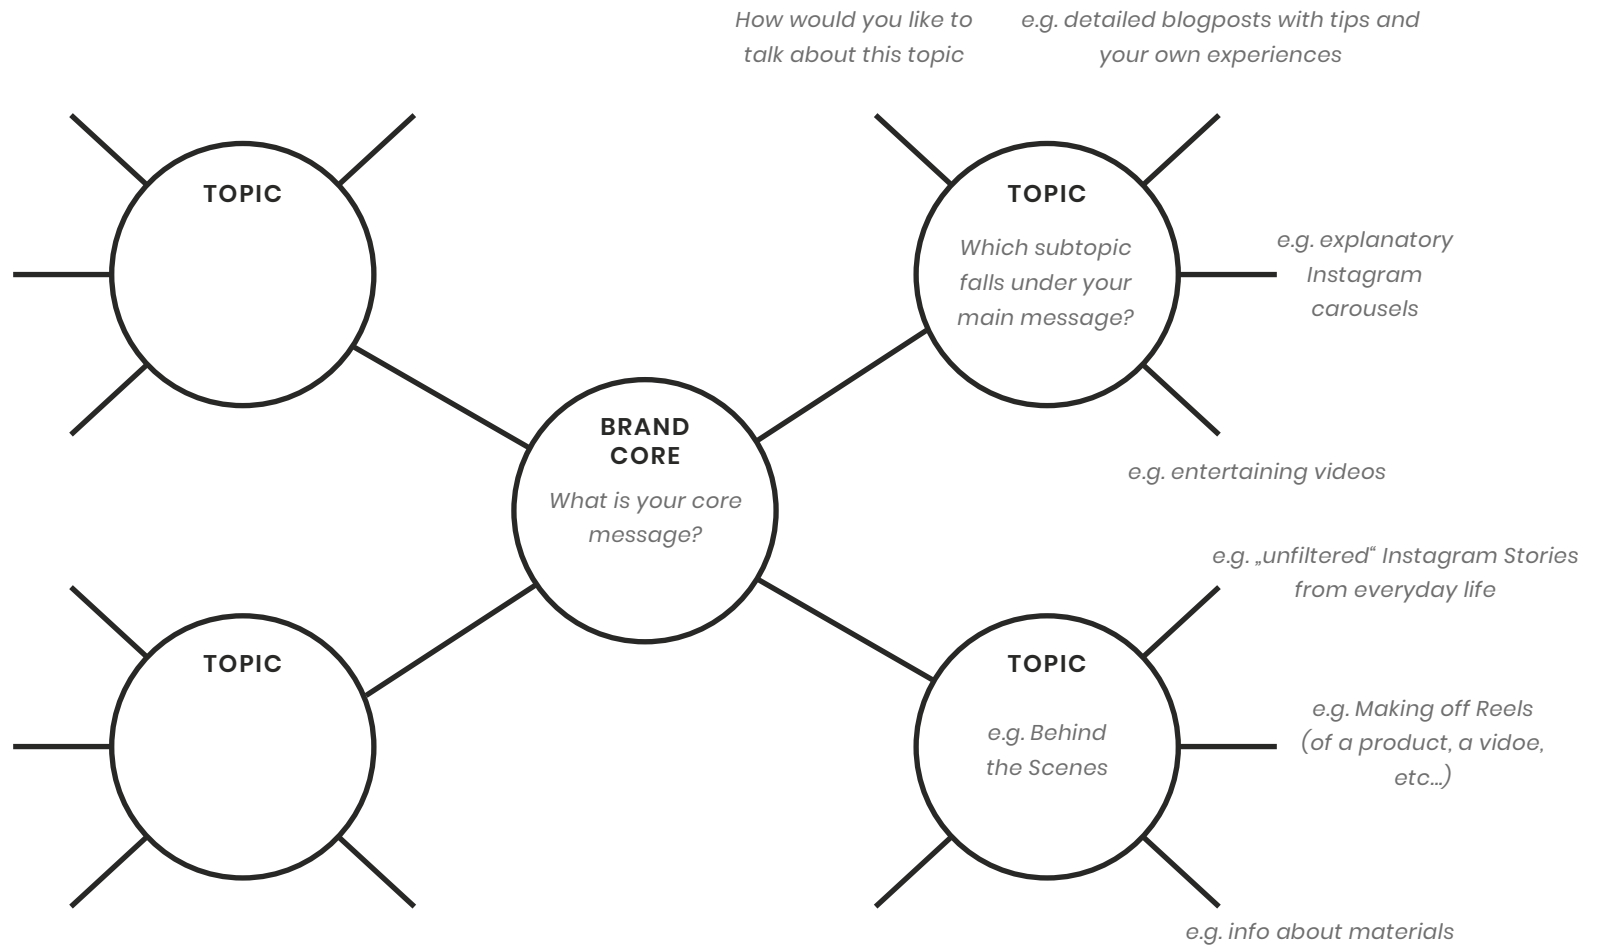 How would you like to
talk about this topic
e.g. detailed blogposts with tips and
your own experiences
TOPIC
TOPIC
Which subtopic
falls under your
main message?
e.g. explanatory
Instagram
carousels
BRAND
CORE
What is your core
message?
e.g. entertaining videos
e.g. „unfiltered“ Instagram Stories
from everyday life
TOPIC
TOPIC
e.g. Behind
the Scenes
e.g. Making off Reels
(of a product, a vidoe,
etc...)
e.g. info about materials